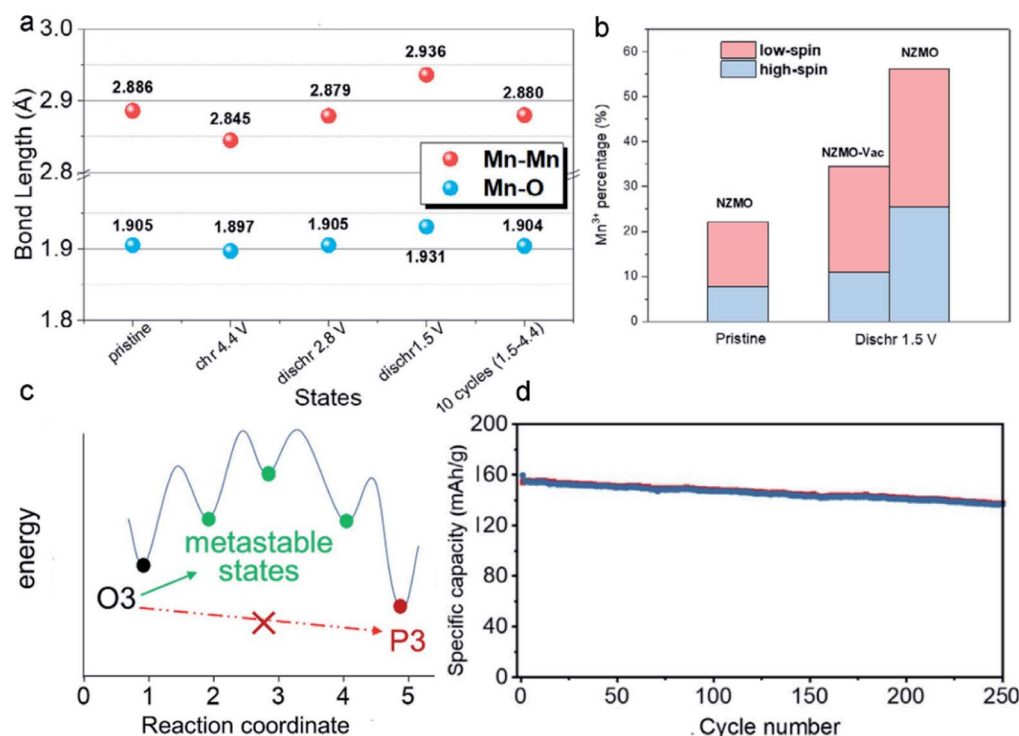 a
Bond Length (Å)
3.0
2.9
2.8
1.9
1.8
2.886
2.845
2.879
2.936
2.880
Mn-Mn
Mn-O
1.905
1.897
1.905
1.931
1.904
pristine
chr 4.4 V
dischr 2.8 V
dischr1.5 V
10 cycles (1.5-4.4)
States
b
Mn³⁺ percentage (%)
60
50
40
30
20
10
0
low-spin
high-spin
NZMO
NZMO-Vac
NZMO
Pristine
Dischr 1.5 V
c
energy
metastable
states
O3
P3
0 1 2 3 4 5
Reaction coordinate
d
Specific capacity (mAh/g)
200
160
120
80
40
0
0 50 100 150 200 250
Cycle number